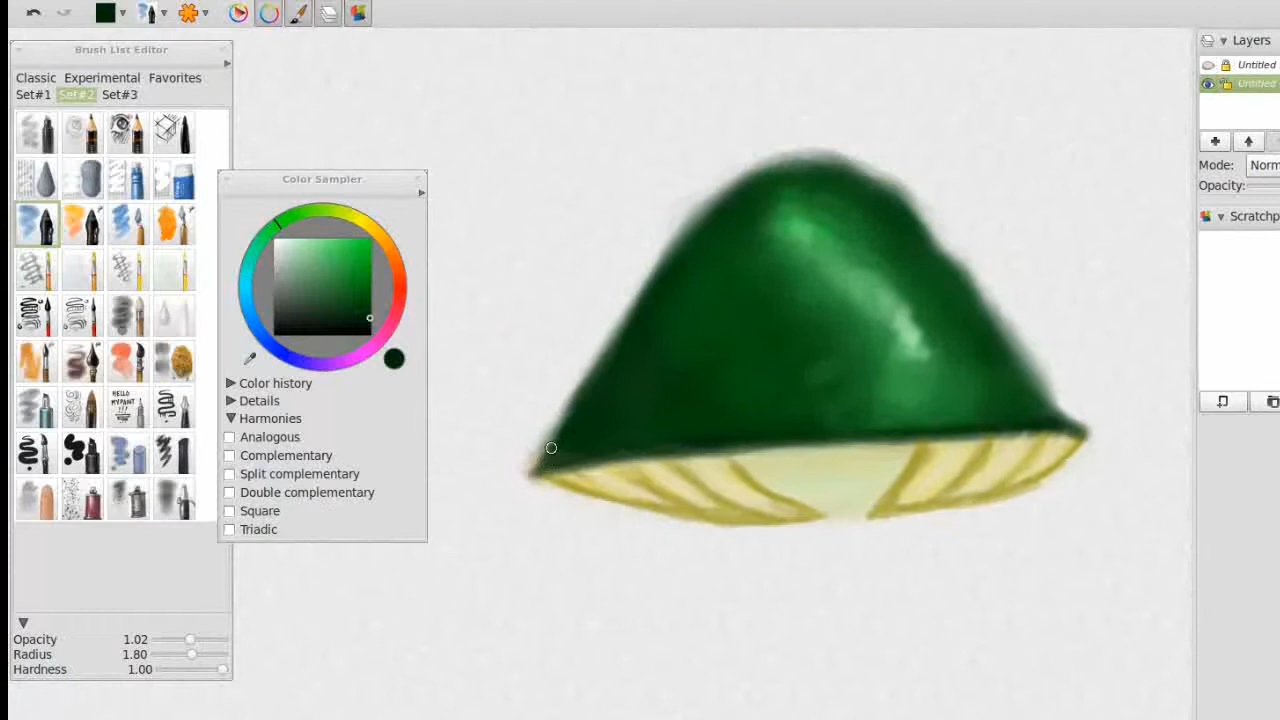 Brush List Editor
Classic Experimental Favorites
Set#1 Set#2 Set#3
Opacity 1.02
Radius 1.80
Hardness 1.00
Color Sampler
Color history
Details
Harmonies
Analogous
Complementary
Split complementary
Double complementary
Square
Triadic
HELLO
Layers
Untitled
Untitled
Mode: Norm
Opacity:
Scratchp